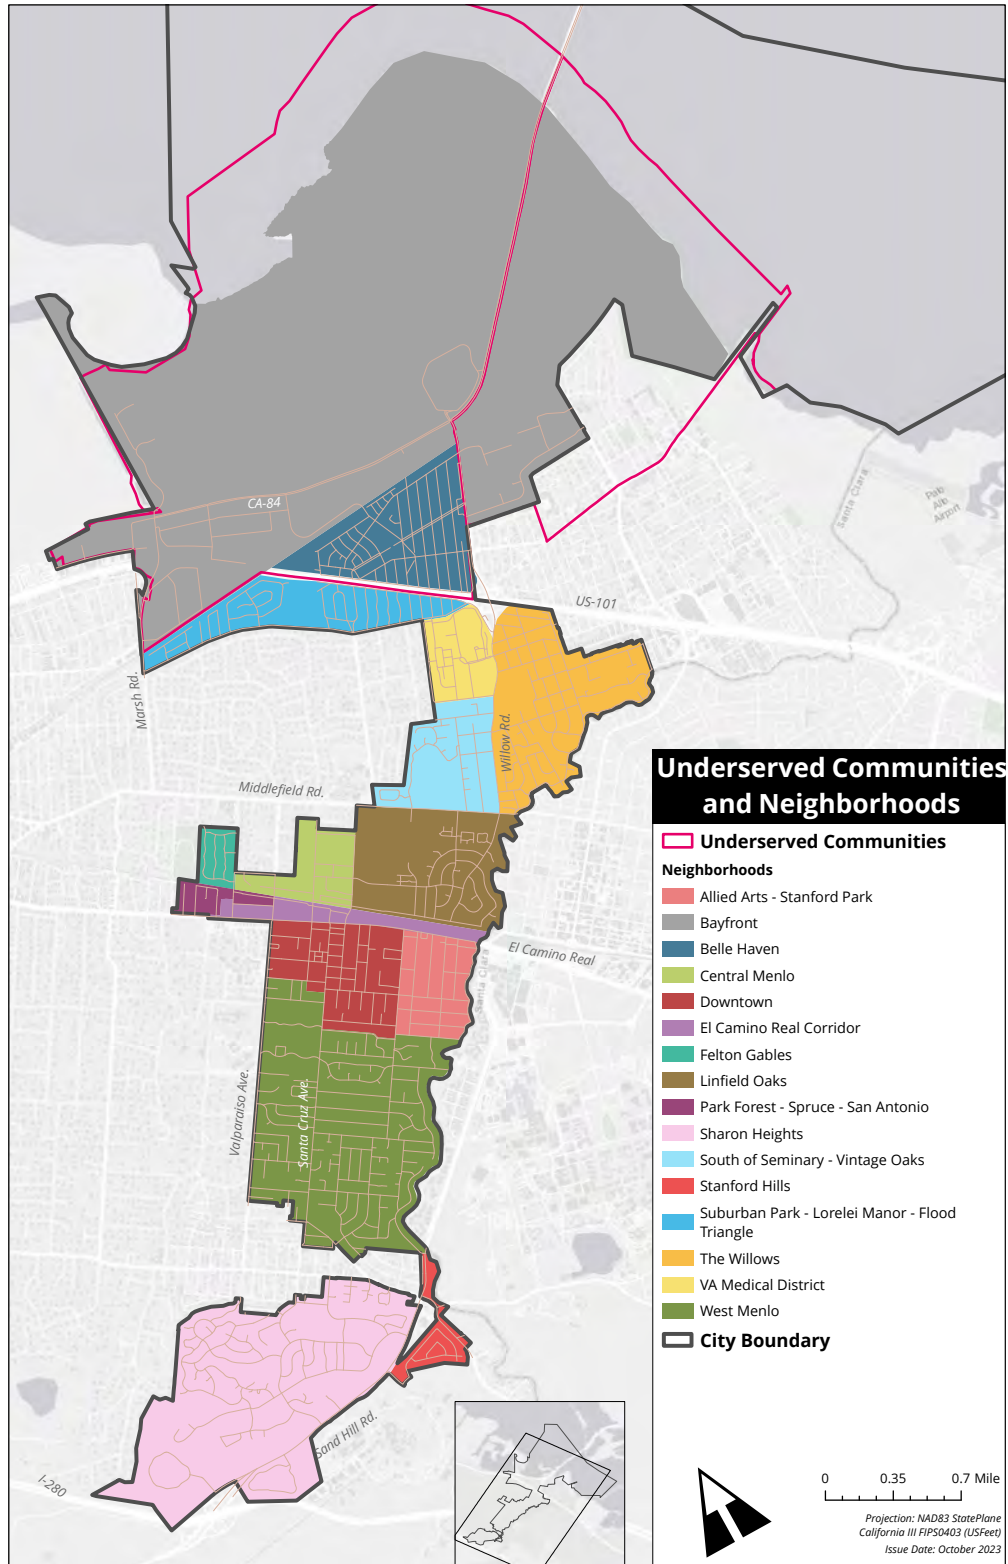 CA-84
US-101
Santa Clara
Palo
Alto
Airport
Marsh Rd.
Willow Rd.
Middlefield Rd.
El Camino Real
Santa Clara
Valparaiso Ave.
Santa Cruz Ave.
Sand Hill Rd.
I-280
Underserved Communities
and Neighborhoods
Underserved Communities
Neighborhoods
Allied Arts - Stanford Park
Bayfront
Belle Haven
Central Menlo
Downtown
El Camino Real Corridor
Felton Gables
Linfield Oaks
Park Forest - Spruce - San Antonio
Sharon Heights
South of Seminary - Vintage Oaks
Stanford Hills
Suburban Park - Lorelei Manor - Flood
Triangle
The Willows
VA Medical District
West Menlo
City Boundary
0 0.35 0.7 Mile
Projection: NAD83 StatePlane
California III FIPS0403 (USFeet)
Issue Date: October 2023